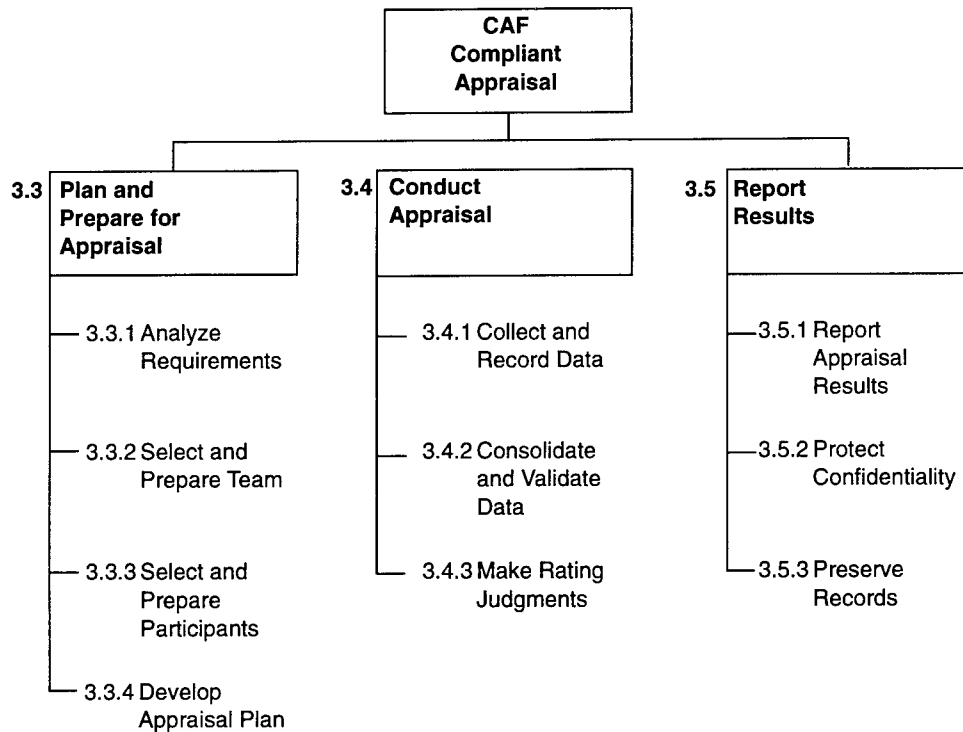 CAF
Compliant
Appraisal
3.3 Plan and
Prepare for
Appraisal
3.3.1 Analyze
Requirements
3.3.2 Select and
Prepare Team
3.3.3 Select and
Prepare
Participants
3.3.4 Develop
Appraisal Plan
3.4 Conduct
Appraisal
3.4.1 Collect and
Record Data
3.4.2 Consolidate
and Validate
Data
3.4.3 Make Rating
Judgments
3.5 Report
Results
3.5.1 Report
Appraisal
Results
3.5.2 Protect
Confidentiality
3.5.3 Preserve
Records